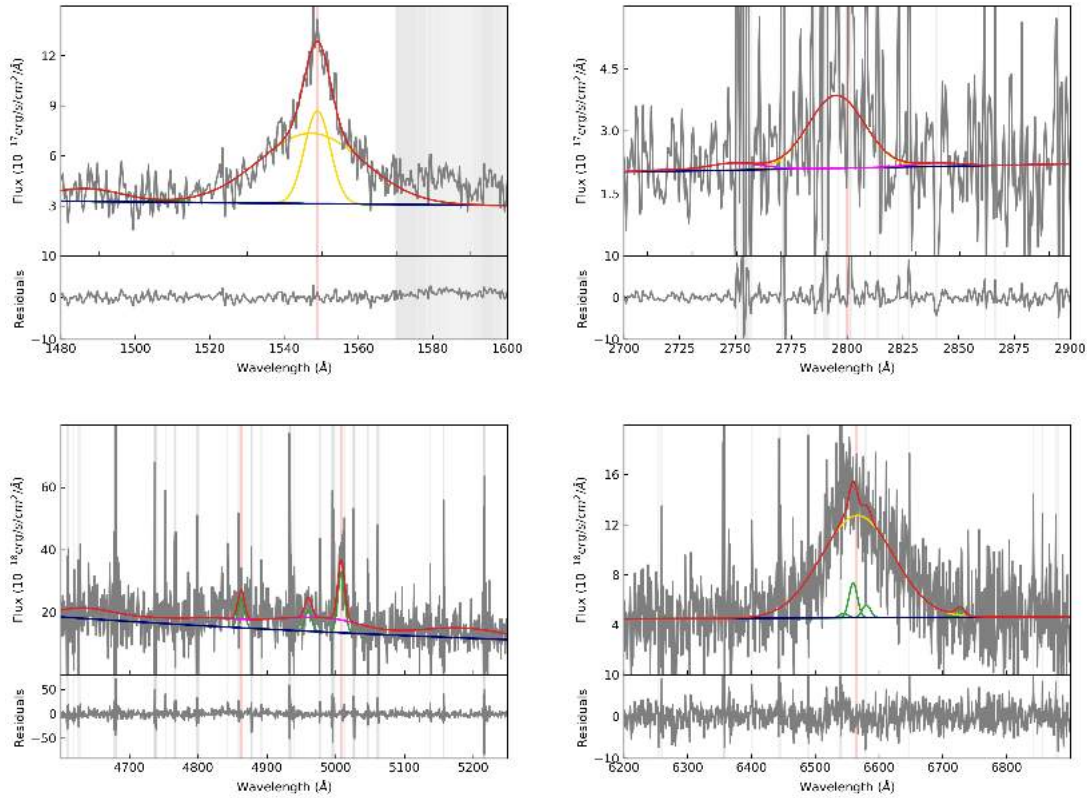 Flux (10 17erg/s/cm²/Å)
12
9
6
3
Residuals
10
0
−10
1480 1500 1520 1540 1560 1580 1600
Wavelength (Å)
Flux (10 17erg/s/cm²/Å)
4.5
3.0
1.5
Residuals
10
0
−10
2700 2725 2750 2775 2800 2825 2850 2875 2900
Wavelength (Å)
Flux (10 18erg/s/cm²/Å)
60
40
20
Residuals
50
0
−50
4700 4800 4900 5000 5100 5200
Wavelength (Å)
Flux (10 18erg/s/cm²/Å)
16
12
8
4
Residuals
10
0
−10
6200 6300 6400 6500 6600 6700 6800
Wavelength (Å)